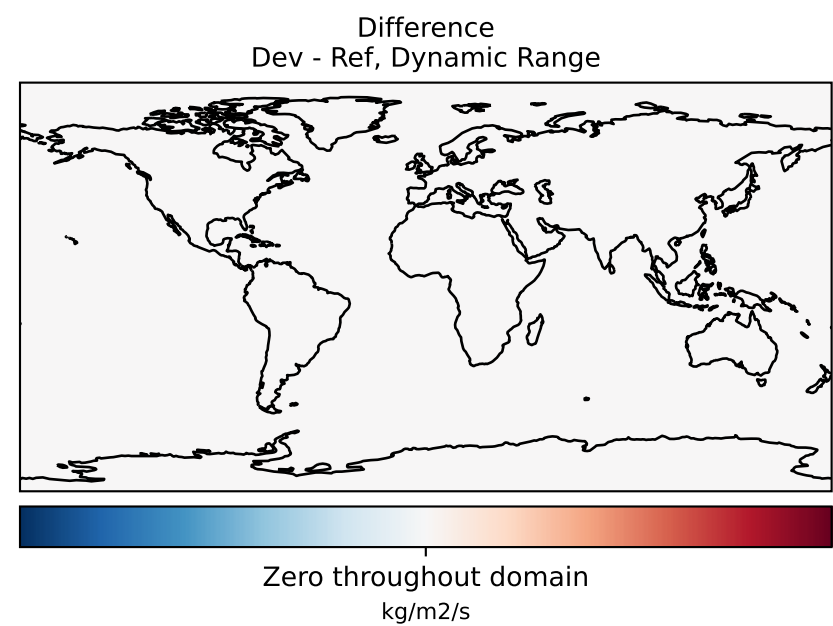 Difference
Dev - Ref, Dynamic Range
Zero throughout domain
kg/m2/s